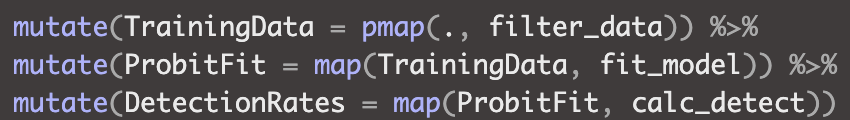 mutate(TrainingData = pmap(., filter_data)) %>%
mutate(ProbitFit = map(TrainingData, fit_model)) %>%
mutate(DetectionRates = map(ProbitFit, calc_detect))